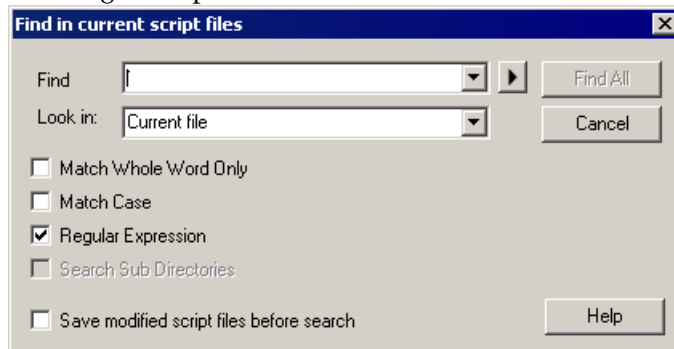 Find in current script files
Find
Find All
Look in:
Current file
Cancel
Match Whole Word Only
Match Case
Regular Expression
Search Sub Directories
Save modified script files before search
Help